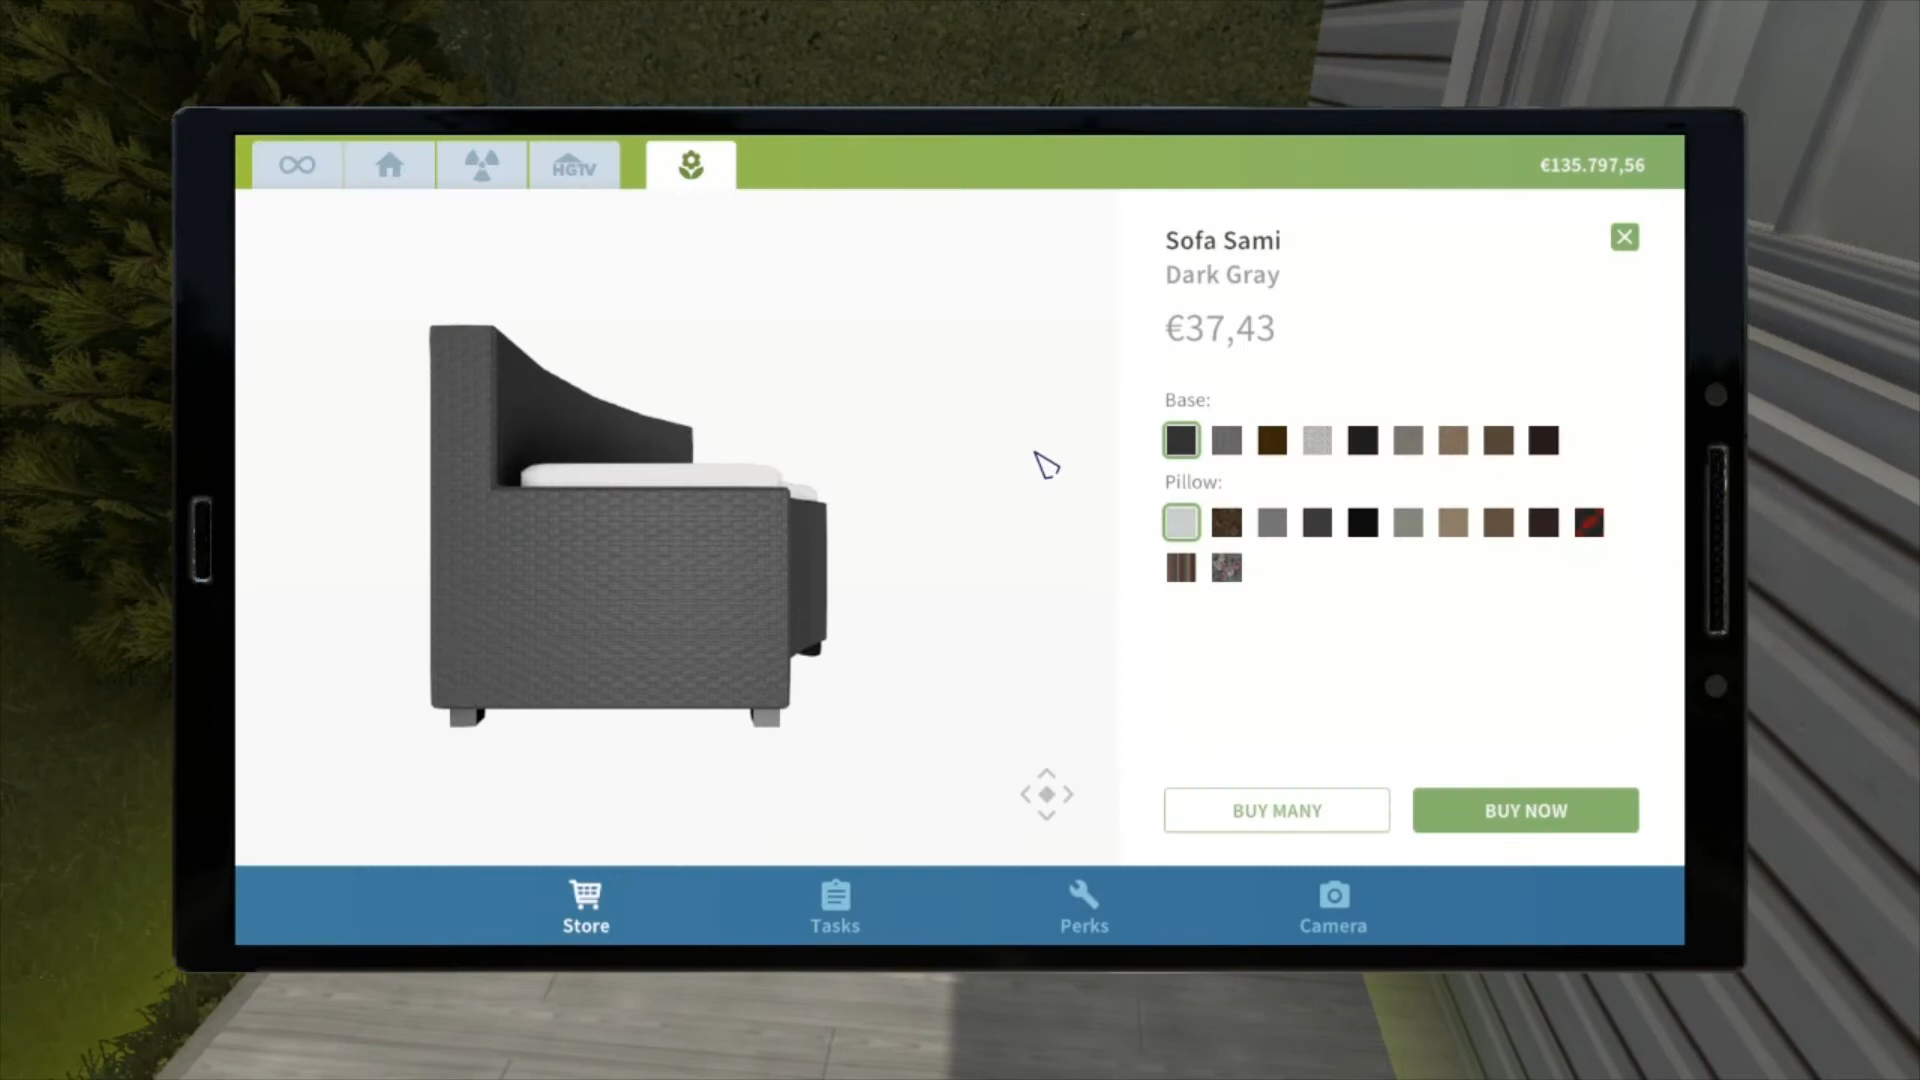 HGTV
€135.797,56
Sofa Sami
Dark Gray
€37,43
Base:
Pillow:
BUY MANY
BUY NOW
Store
Tasks
Perks
Camera